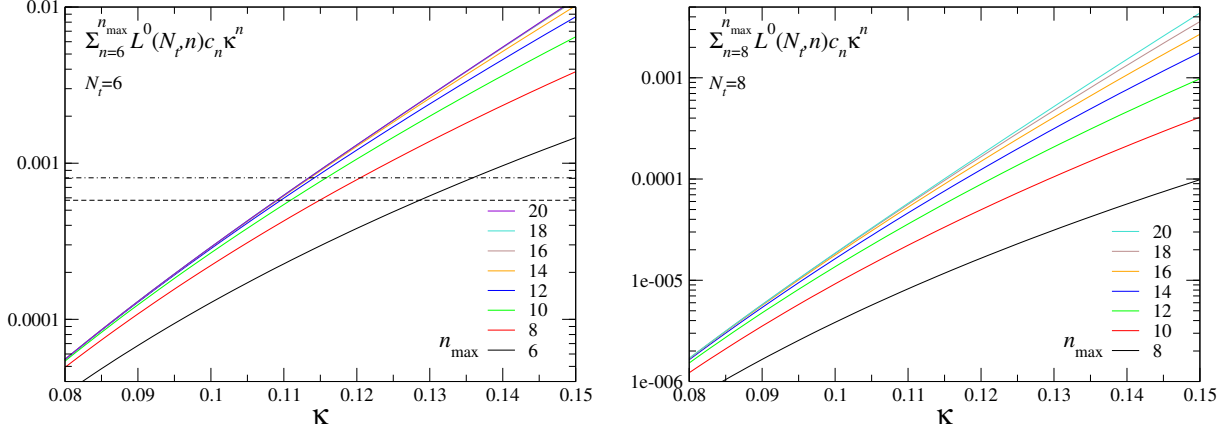 0.01
0.001
0.0001
Σ_{n=6}^{n_max} L^0(N_t,n)c_n κ^n
N_t=6
20
18
16
14
12
10
8
n_max 6
0.08 0.09 0.1 0.11 0.12 0.13 0.14 0.15
κ
0.001
0.0001
1e-005
1e-006
Σ_{n=8}^{n_max} L^0(N_t,n)c_n κ^n
N_t=8
20
18
16
14
12
10
n_max 8
0.08 0.09 0.1 0.11 0.12 0.13 0.14 0.15
κ